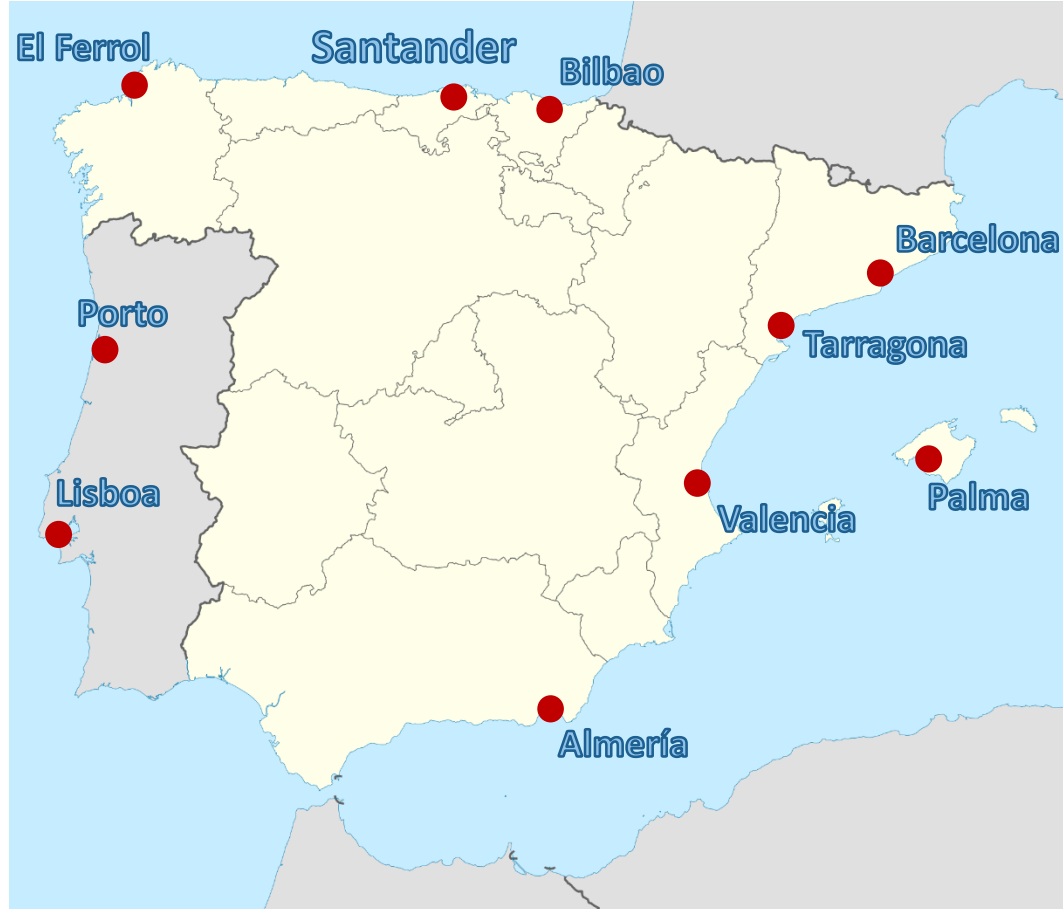 El Ferrol
Santander
Bilbao
Barcelona
Porto
Tarragona
Lisboa
Palma
Valencia
Almería